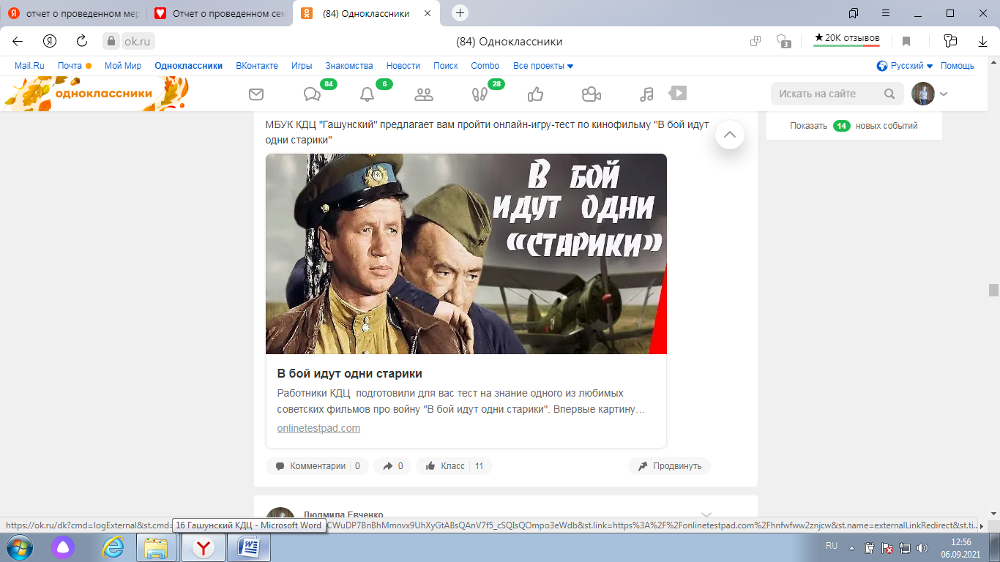 отчет о проведенном мер
Отчет о проведенном сем
(84) Одноклассники
ok.ru
(84) Одноклассники
3
★ 20K отзывов
Mail.Ru Почта Мой Мир Одноклассники ВКонтакте Игры Знакомства Новости Поиск Combo Все проекты Русский Помощь
одноклассники
84
6
28
Искать на сайте
МБУК КДЦ "Гашунский" предлагает вам пройти онлайн-игру-тест по кинофильму "В бой идут
одни старики"
Показать 14 новых событий
В БОЙ
ИДУТ ОДНИ
«СТАРИКИ»
В бой идут одни старики
Работники КДЦ подготовили для вас тест на знание одного из любимых
советских фильмов про войну "В бой идут одни старики". Впервые картину…
onlinetestpad.com
Комментарии 0 0 Класс 11 Продвинуть
Людмила Евченко
https://ok.ru/dk?cmd=logExternal&st.cmd=
16 Гашунский КДЦ - Microsoft Word
CWuDP7BnBhMmnvx9UhXyGtABsQAnV7f5_cSQIsQOmpo3eWdb&st.link=https%3A%2F%2Fonlinetestpad.com%2Fhnfwfww2znjcw&st.name=externalLinkRedirect&st.ti...
RU
12:56
06.09.2021